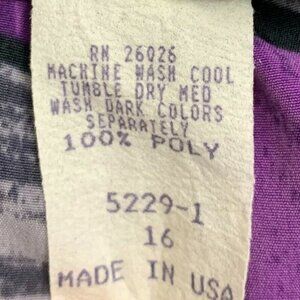 RN 26026
MACHINE WASH COOL
TUMBLE DRY MED
WASH DARK COLORS
SEPARATELY
100% POLY
5229-1
16
MADE IN USA